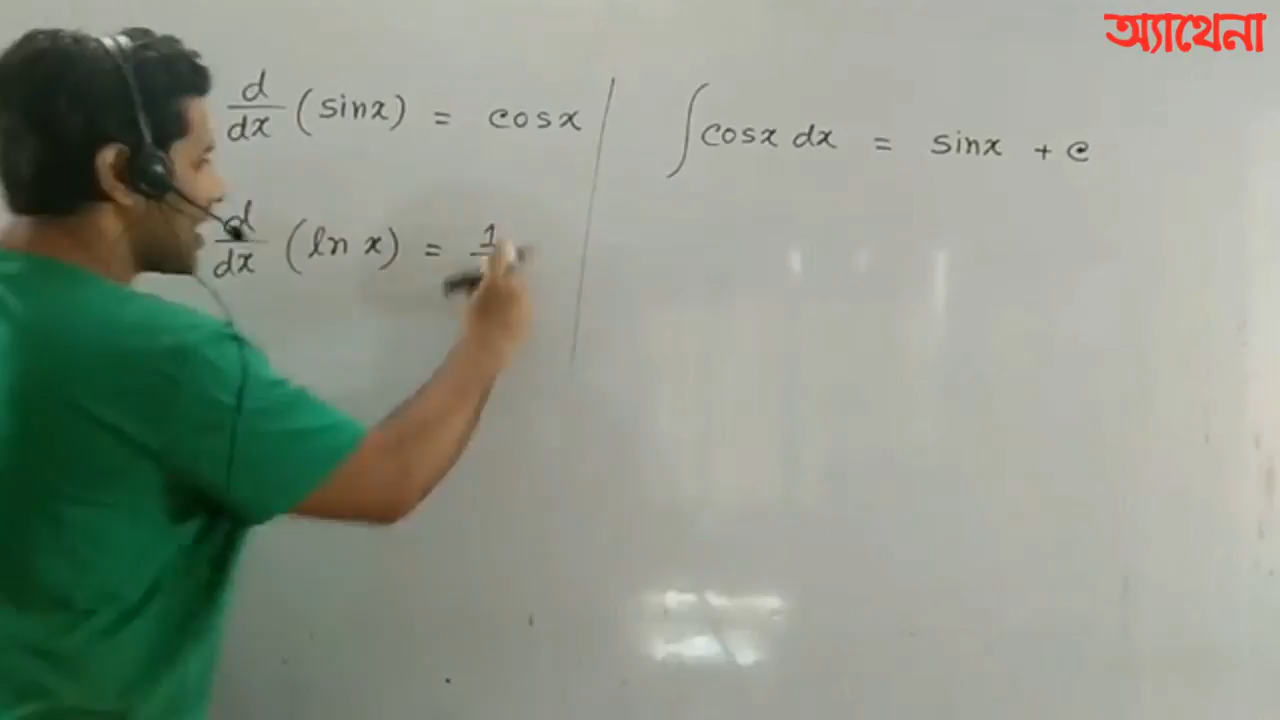 অ্যাথেনা
d/dx (sinx) = cosx
∫cosx dx = sinx + c
d/dx (ln x) = 1